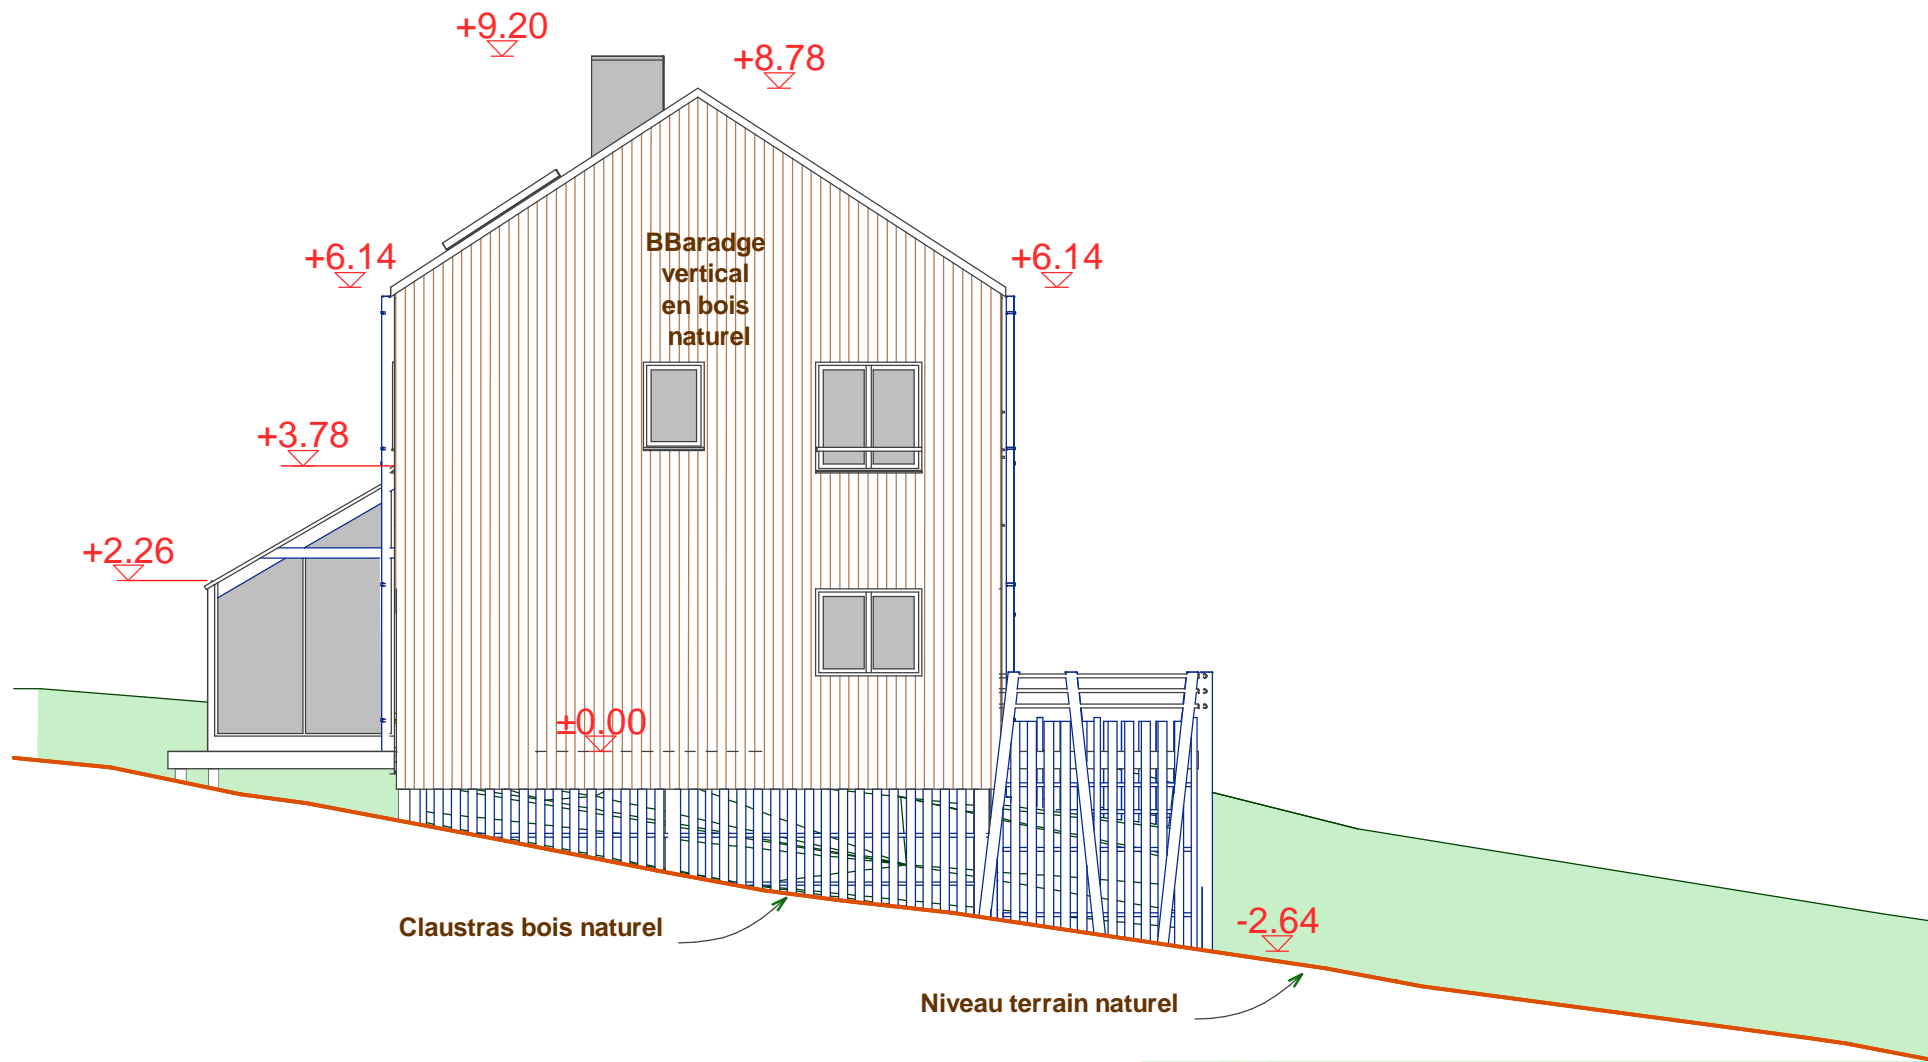 +9.20
+8.78
BBaradge
vertical
en bois
naturel
+6.14
+6.14
+3.78
+2.26
±0.00
Claustras bois naturel
-2.64
Niveau terrain naturel